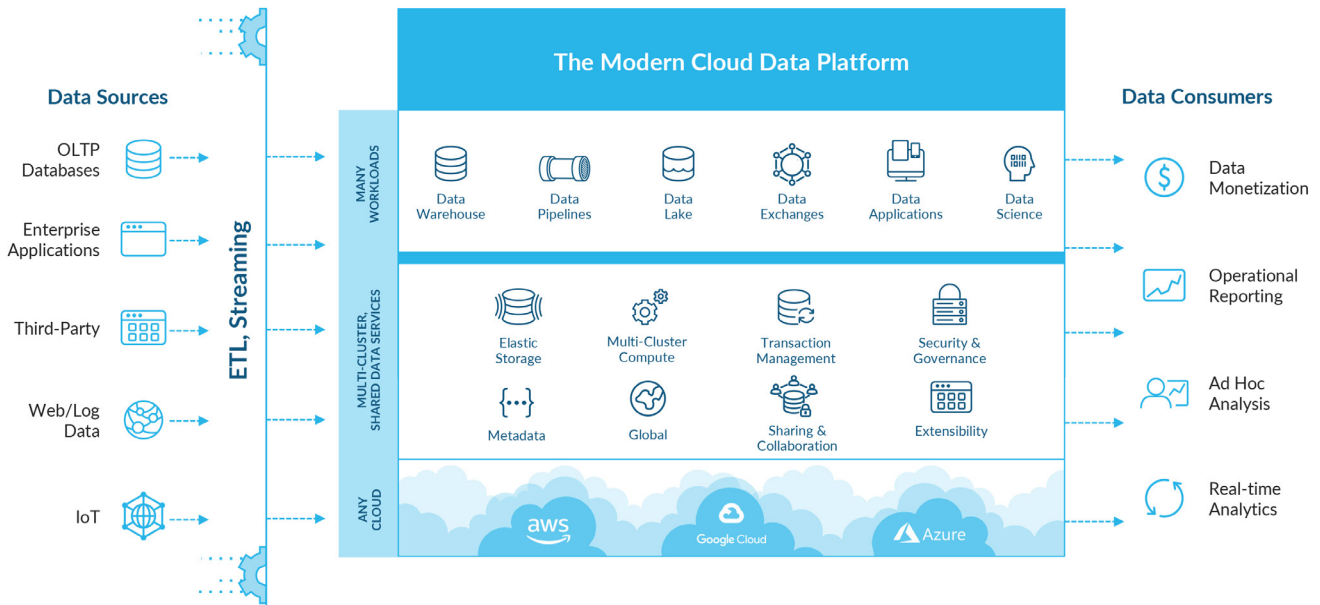 The Modern Cloud Data Platform
Data Sources
OLTP
Databases
Enterprise
Applications
Third-Party
Web/Log
Data
IoT
ETL, Streaming
MANY
WORKLOADS
Data
Warehouse
Data
Pipelines
Data
Lake
Data
Exchanges
Data
Applications
Data
Science
MULTI-CLUSTER,
SHARED DATA SERVICES
Elastic
Storage
Multi-Cluster
Compute
Transaction
Management
Security &
Governance
Metadata
Global
Sharing &
Collaboration
Extensibility
ANY
CLOUD
aws
Google Cloud
Azure
Data Consumers
Data
Monetization
Operational
Reporting
Ad Hoc
Analysis
Real-time
Analytics